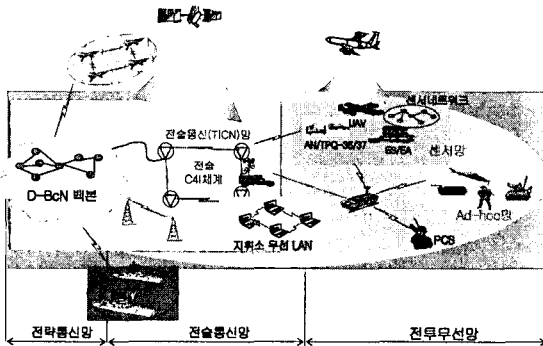 센서네트워크
UAV
전술통신(TICN)망
AN/TPQ-36/37
ES/EA
센서망
전술
C4I체계
D-BcN 백본
Ad-hoc망
지휘소 무선 LAN
PCS
전략통신망
전술통신망
전투무선망